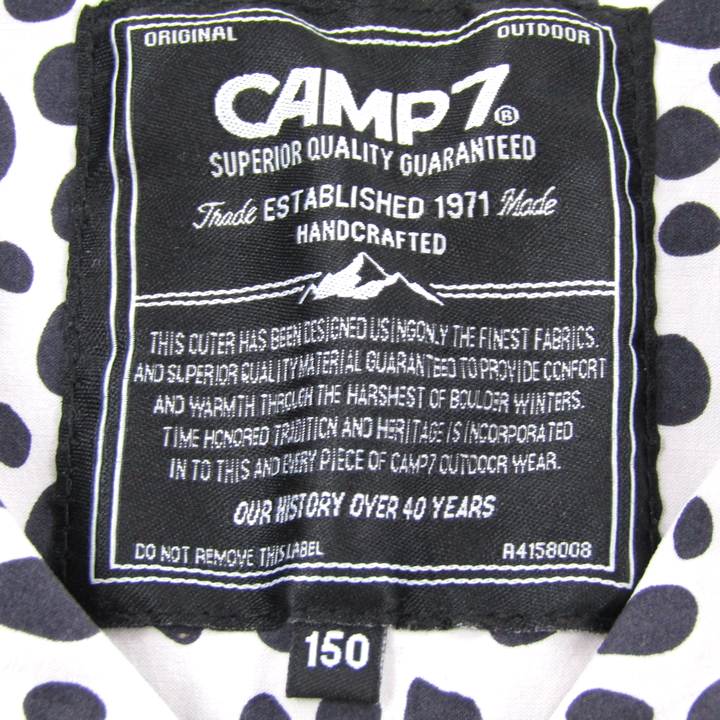 ORIGINAL OUTDOOR
CAMP7®
SUPERIOR QUALITY GUARANTEED
Trade ESTABLISHED 1971 Made
HANDCRAFTED
THIS OUTER HAS BEEN DESIGNED USINGONLY THE FINEST FABRICS.
AND SUPERIOR QUALITY MATERIAL GUARANTEED TO PROVIDE COMFORT
AND WARMTH THROUGH THE HARSHEST OF BOULDER WINTERS.
TIME HONORED TRADITION AND HERITAGE IS INCORPORATED
IN TO THIS AND EVERY PIECE OF CAMP7 OUTDOOR WEAR.
OUR HISTORY OVER 40 YEARS
DO NOT REMOVE THIS LABEL R4158008
150